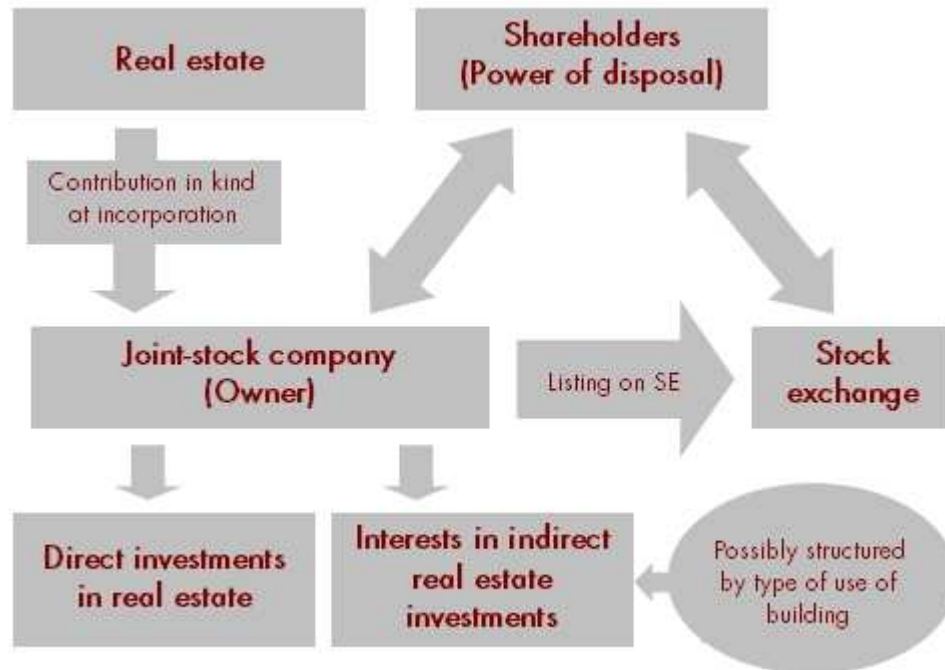 Real estate
Shareholders
(Power of disposal)
Contribution in kind
at incorporation
Joint-stock company
(Owner)
Listing on SE
Stock
exchange
Direct investments
in real estate
Interests in indirect
real estate
investments
Possibly structured
by type of use of
building